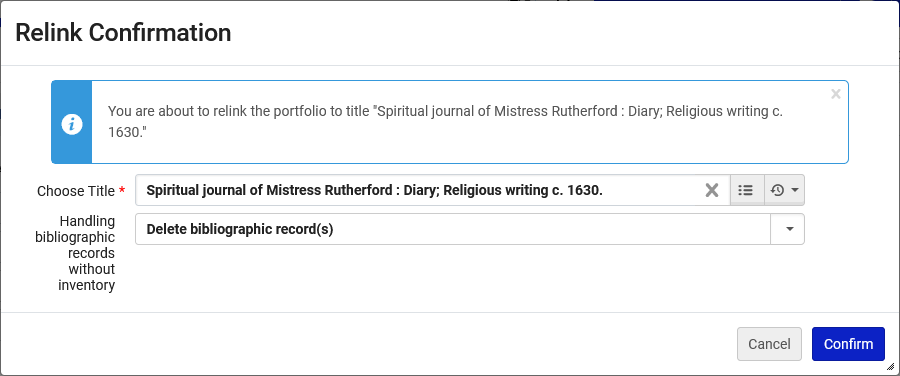 Relink Confirmation
You are about to relink the portfolio to title "Spiritual journal of Mistress Rutherford : Diary; Religious writing c.
1630."
Choose Title * Spiritual journal of Mistress Rutherford : Diary; Religious writing c. 1630.
Handling
bibliographic
records
without
inventory
Delete bibliographic record(s)
Cancel Confirm